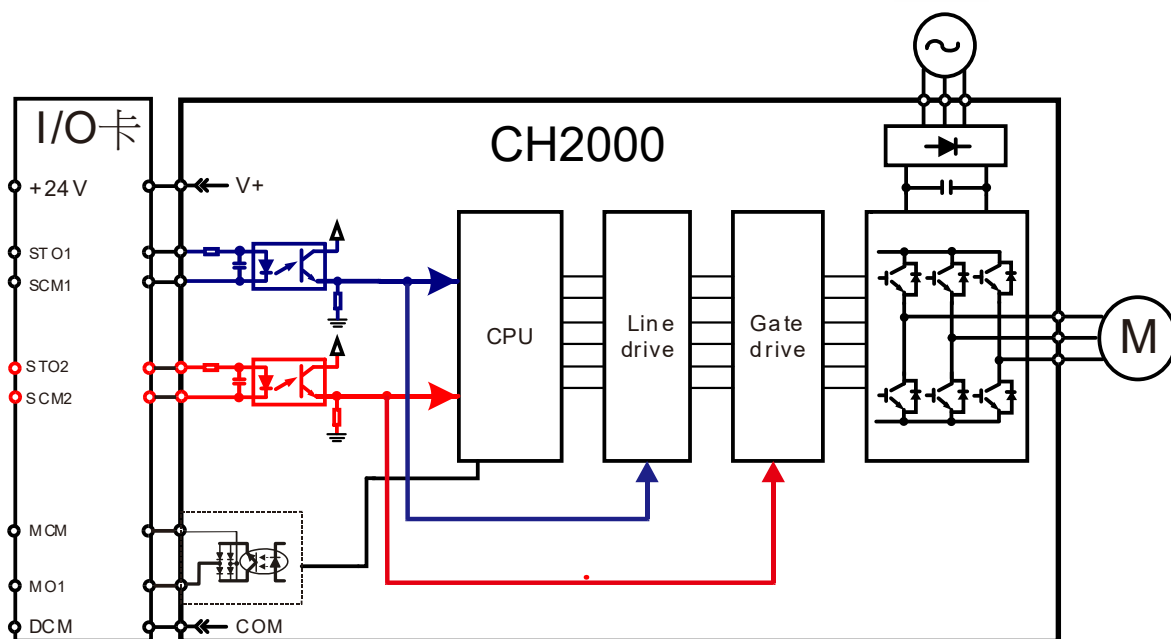 I/O卡
CH2000
+24V
V+
STO1
SCM1
CPU
Line
drive
Gate
drive
M
STO2
SCM2
MCM
MO1
DCM
COM